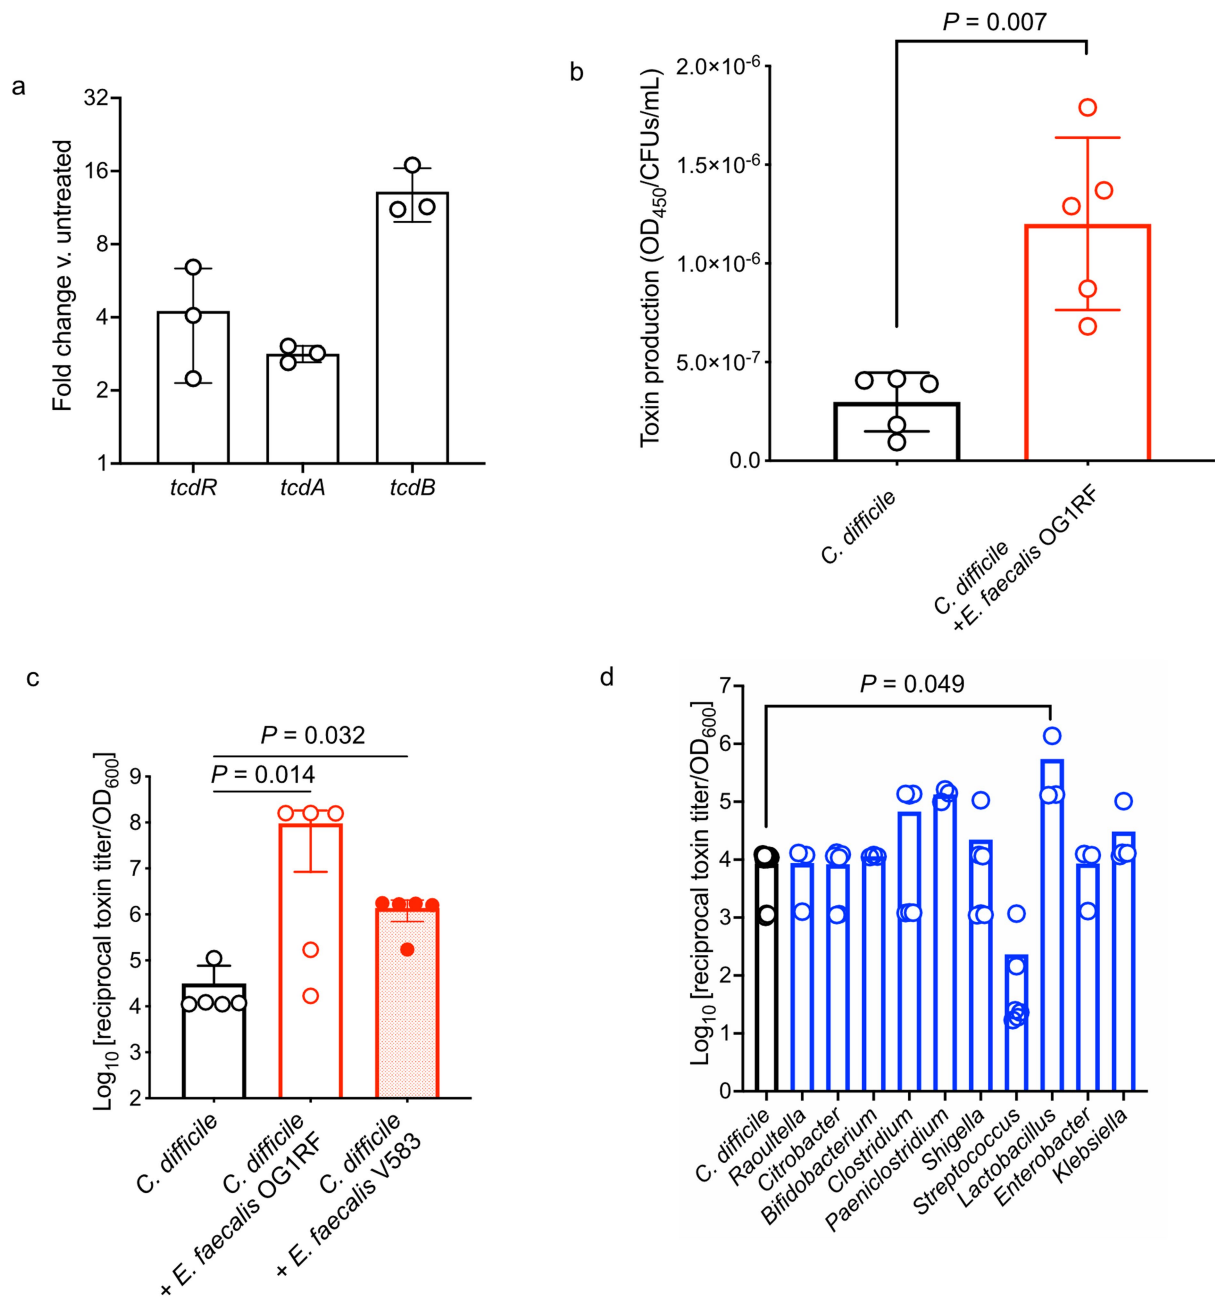 a
Fold change v. untreated
32
16
8
4
2
1
tcdR
tcdA
tcdB
b
P = 0.007
Toxin production (OD450/CFUs/mL)
2.0×10-6
1.5×10-6
1.0×10-6
5.0×10-7
0.0
C. difficile
C. difficile
+E. faecalis OG1RF
c
P = 0.032
P = 0.014
Log10 [reciprocal toxin titer/OD600]
9
8
7
6
5
4
3
2
C. difficile
C. difficile
+ E. faecalis OG1RF
C. difficile
+ E. faecalis V583
d
P = 0.049
Log10 [reciprocal toxin titer/OD600]
7
6
5
4
3
2
1
0
C. difficile
Raoultella
Citrobacter
Bifidobacterium
Clostridium
Paeniclostridium
Shigella
Streptococcus
Lactobacillus
Enterobacter
Klebsiella